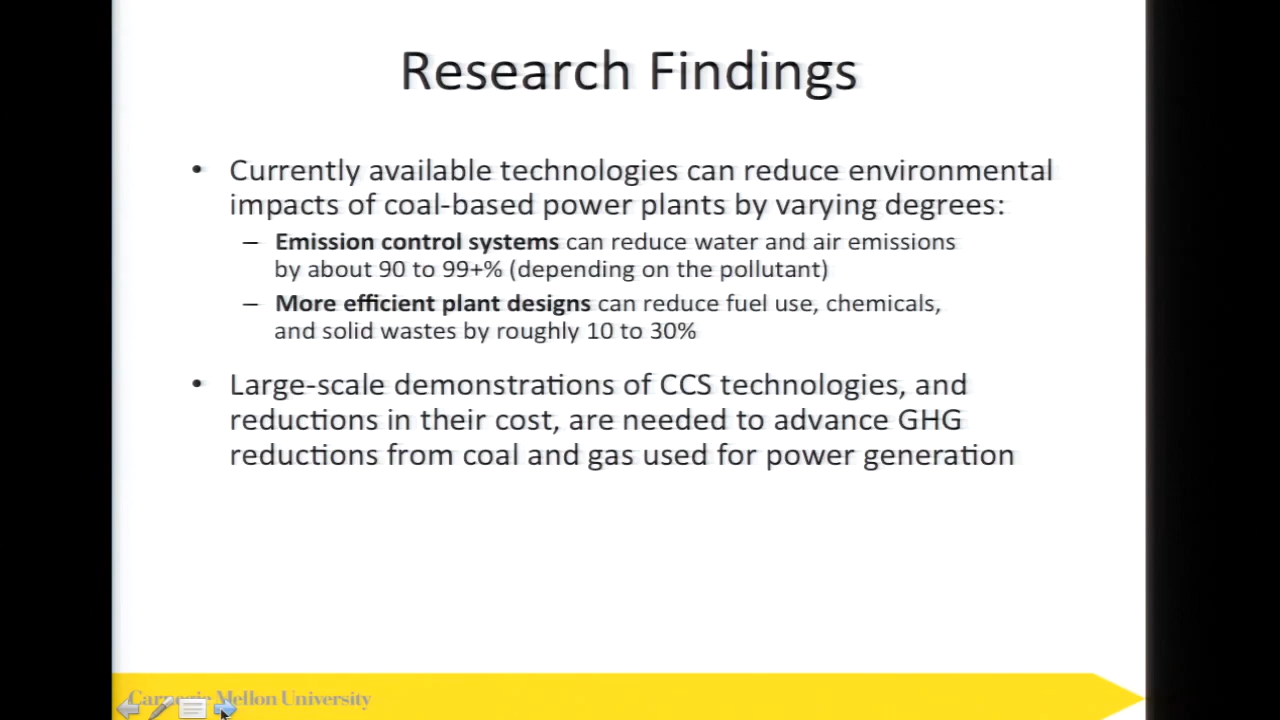 Research Findings
• Currently available technologies can reduce environmental
impacts of coal-based power plants by varying degrees:
– Emission control systems can reduce water and air emissions
by about 90 to 99+% (depending on the pollutant)
– More efficient plant designs can reduce fuel use, chemicals,
and solid wastes by roughly 10 to 30%
• Large-scale demonstrations of CCS technologies, and
reductions in their cost, are needed to advance GHG
reductions from coal and gas used for power generation
Carnegie Mellon University